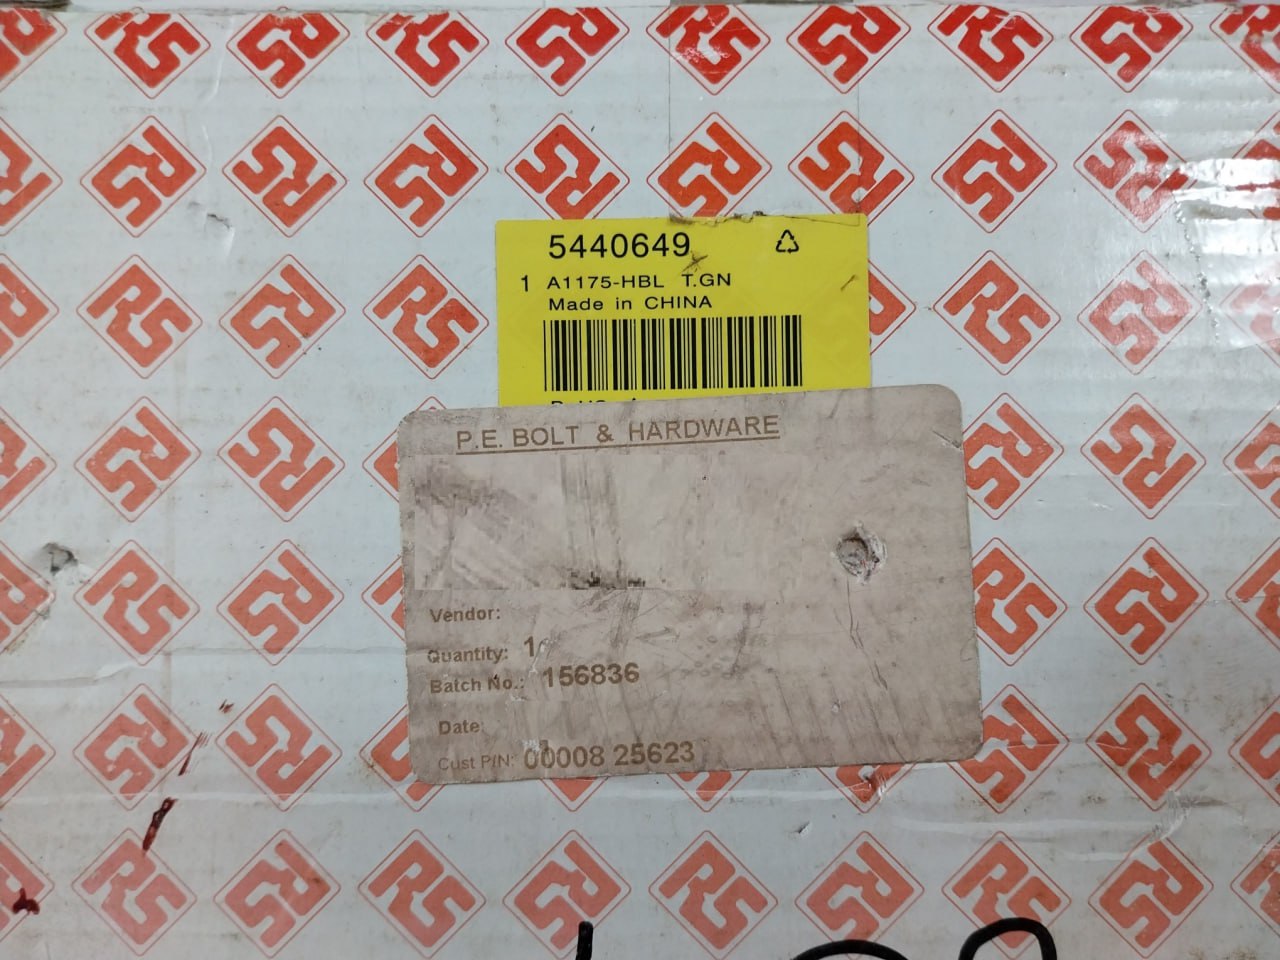 5440649
1 A1175-HBL T.GN
Made in CHINA
P.E. BOLT & HARDWARE
Vendor:
Quantity: 1
Batch No.: 156836
Date:
Cust P/N: 00008 25623
RS